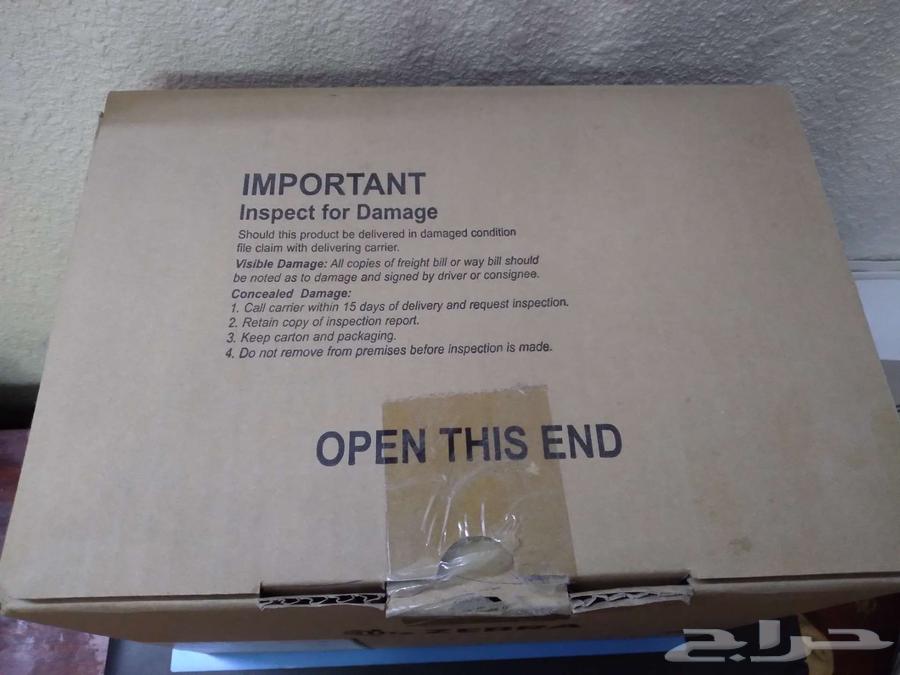 IMPORTANT
Inspect for Damage
Should this product be delivered in damaged condition
file claim with delivering carrier.
Visible Damage: All copies of freight bill or way bill should
be noted as to damage and signed by driver or consignee.
Concealed Damage:
1. Call carrier within 15 days of delivery and request inspection.
2. Retain copy of inspection report.
3. Keep carton and packaging.
4. Do not remove from premises before inspection is made.
OPEN THIS END
ZEBRA
حراج